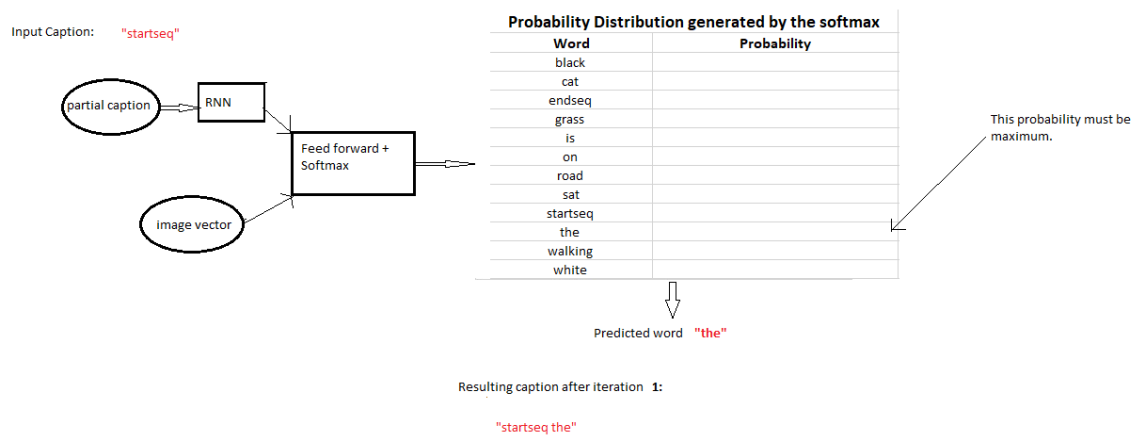 Input Caption: "startseq"
Probability Distribution generated by the softmax
Word Probability
black
cat
endseq
grass
is
on
road
sat
startseq
the
walking
white
partial caption
RNN
Feed forward +
Softmax
image vector
This probability must be
maximum.
Predicted word "the"
Resulting caption after iteration 1:
"startseq the"